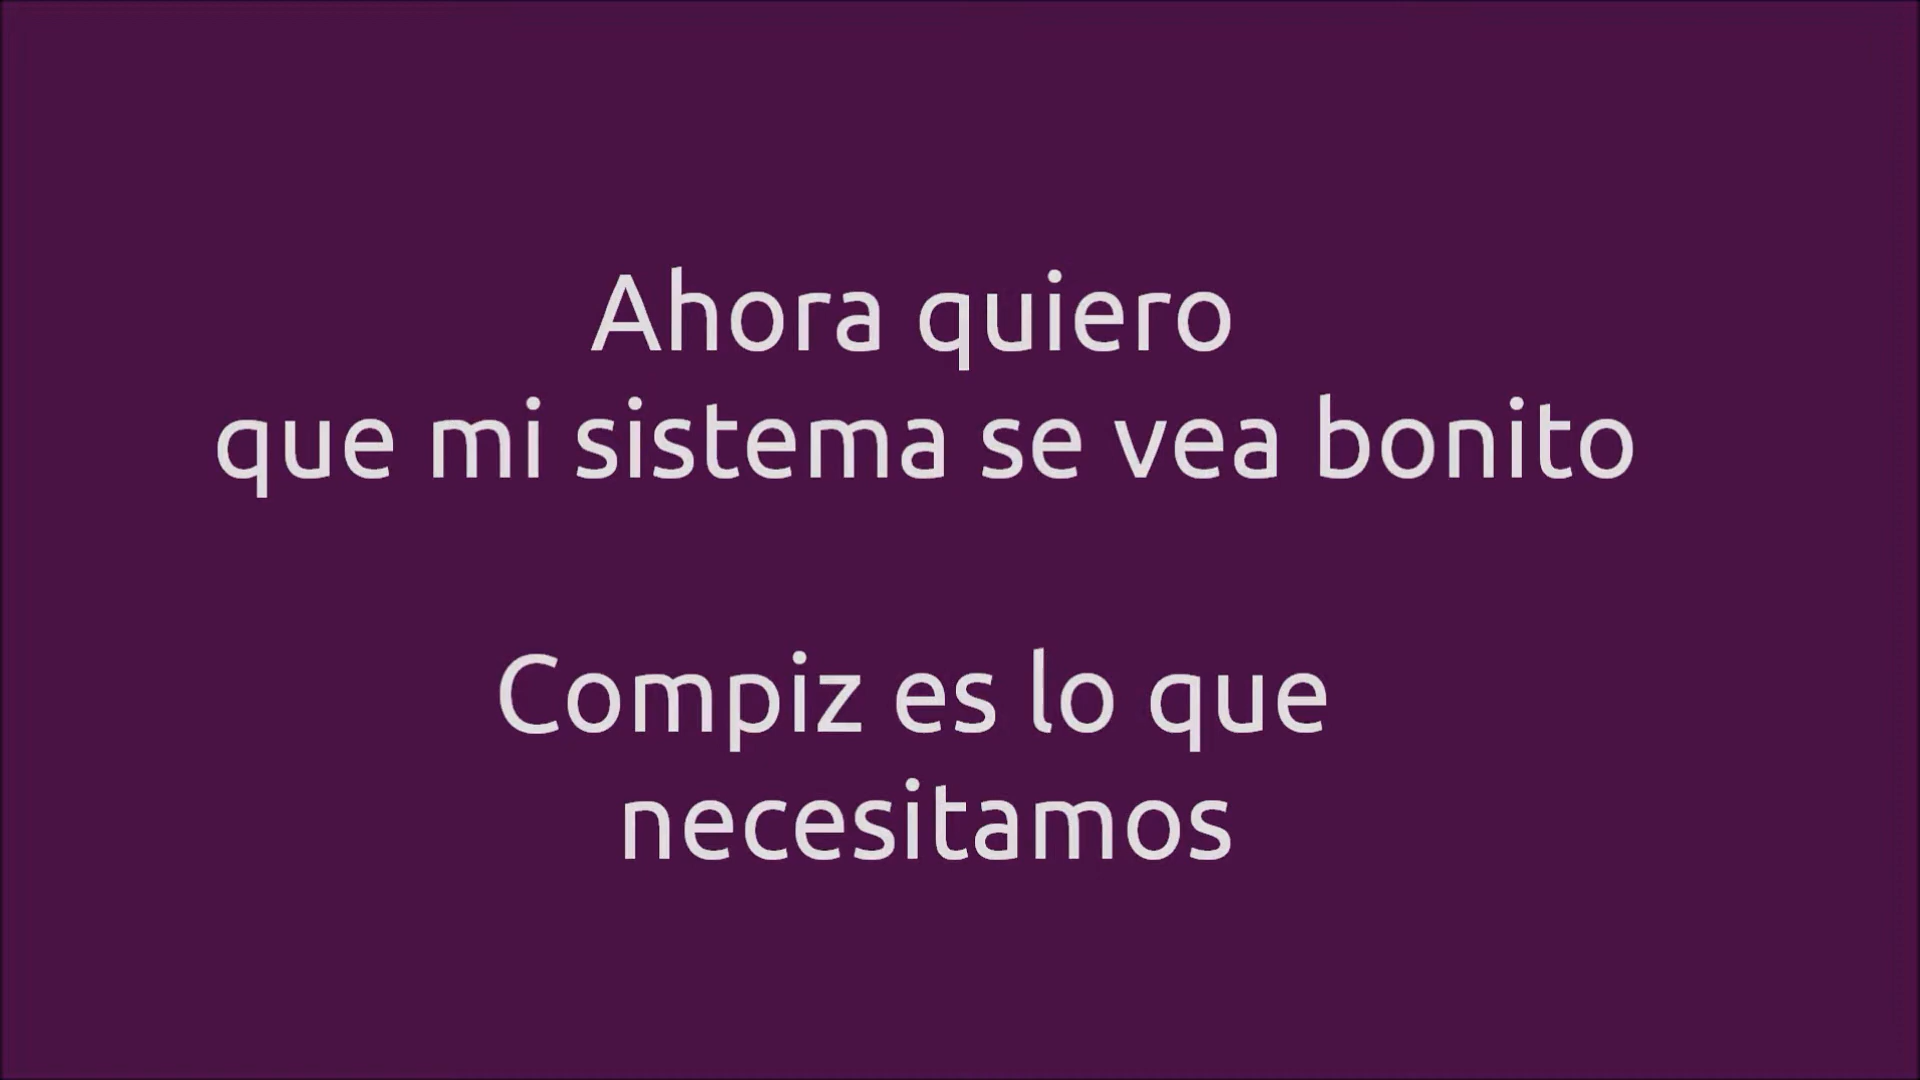 Ahora quiero
que mi sistema se vea bonito
Compiz es lo que
necesitamos